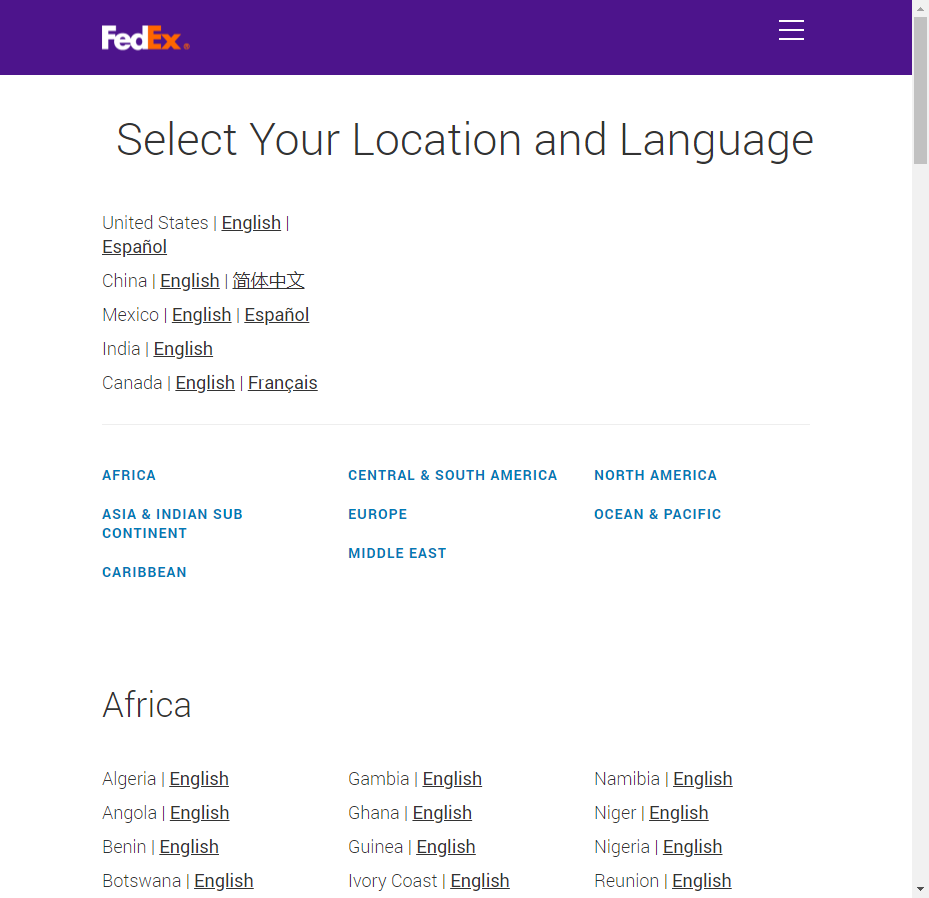 FedEx®
Select Your Location and Language
United States | English |
Español
China | English | 简体中文
Mexico | English | Español
India | English
Canada | English | Français
AFRICA
ASIA & INDIAN SUB
CONTINENT
CARIBBEAN
CENTRAL & SOUTH AMERICA
EUROPE
MIDDLE EAST
NORTH AMERICA
OCEAN & PACIFIC
Africa
Algeria | English
Angola | English
Benin | English
Botswana | English
Gambia | English
Ghana | English
Guinea | English
Ivory Coast | English
Namibia | English
Niger | English
Nigeria | English
Reunion | English